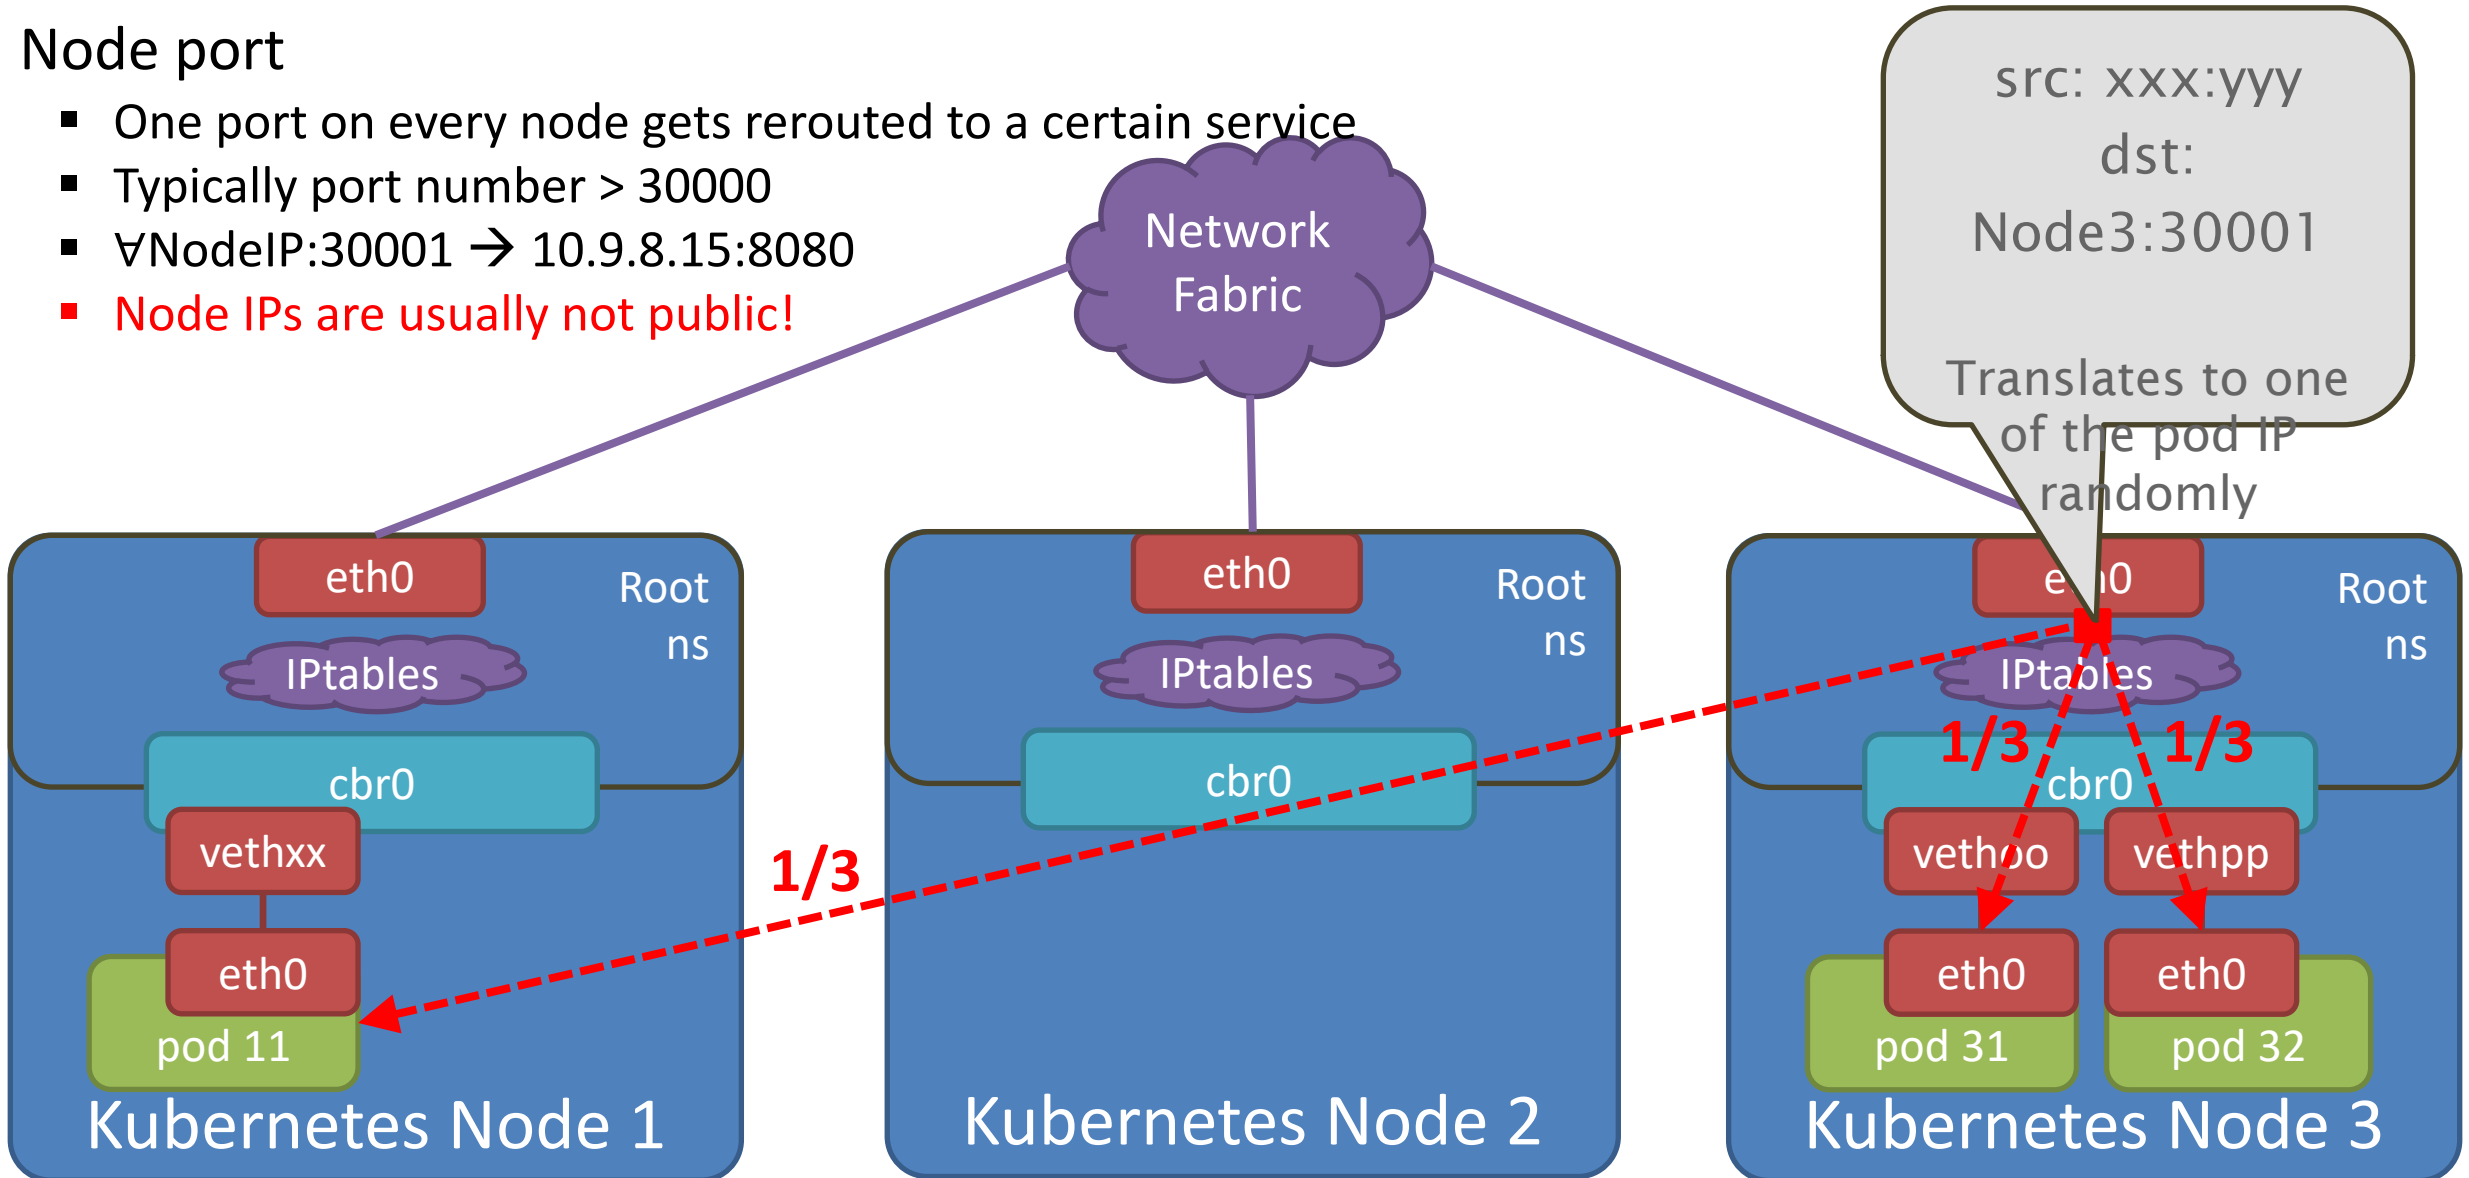 Node port
▪ One port on every node gets rerouted to a certain service
▪ Typically port number > 30000
▪ ∀NodeIP:30001 → 10.9.8.15:8080
▪ Node IPs are usually not public!
Network
Fabric
src: xxx:yyy
dst:
Node3:30001
Translates to one
of the pod IP
randomly
eth0
Root
ns
IPtables
cbr0
vethxx
eth0
pod 11
Kubernetes Node 1
1/3
eth0
Root
ns
IPtables
cbr0
Kubernetes Node 2
eth0
Root
ns
IPtables
1/3
1/3
cbr0
vethoo
vethpp
eth0
eth0
pod 31
pod 32
Kubernetes Node 3